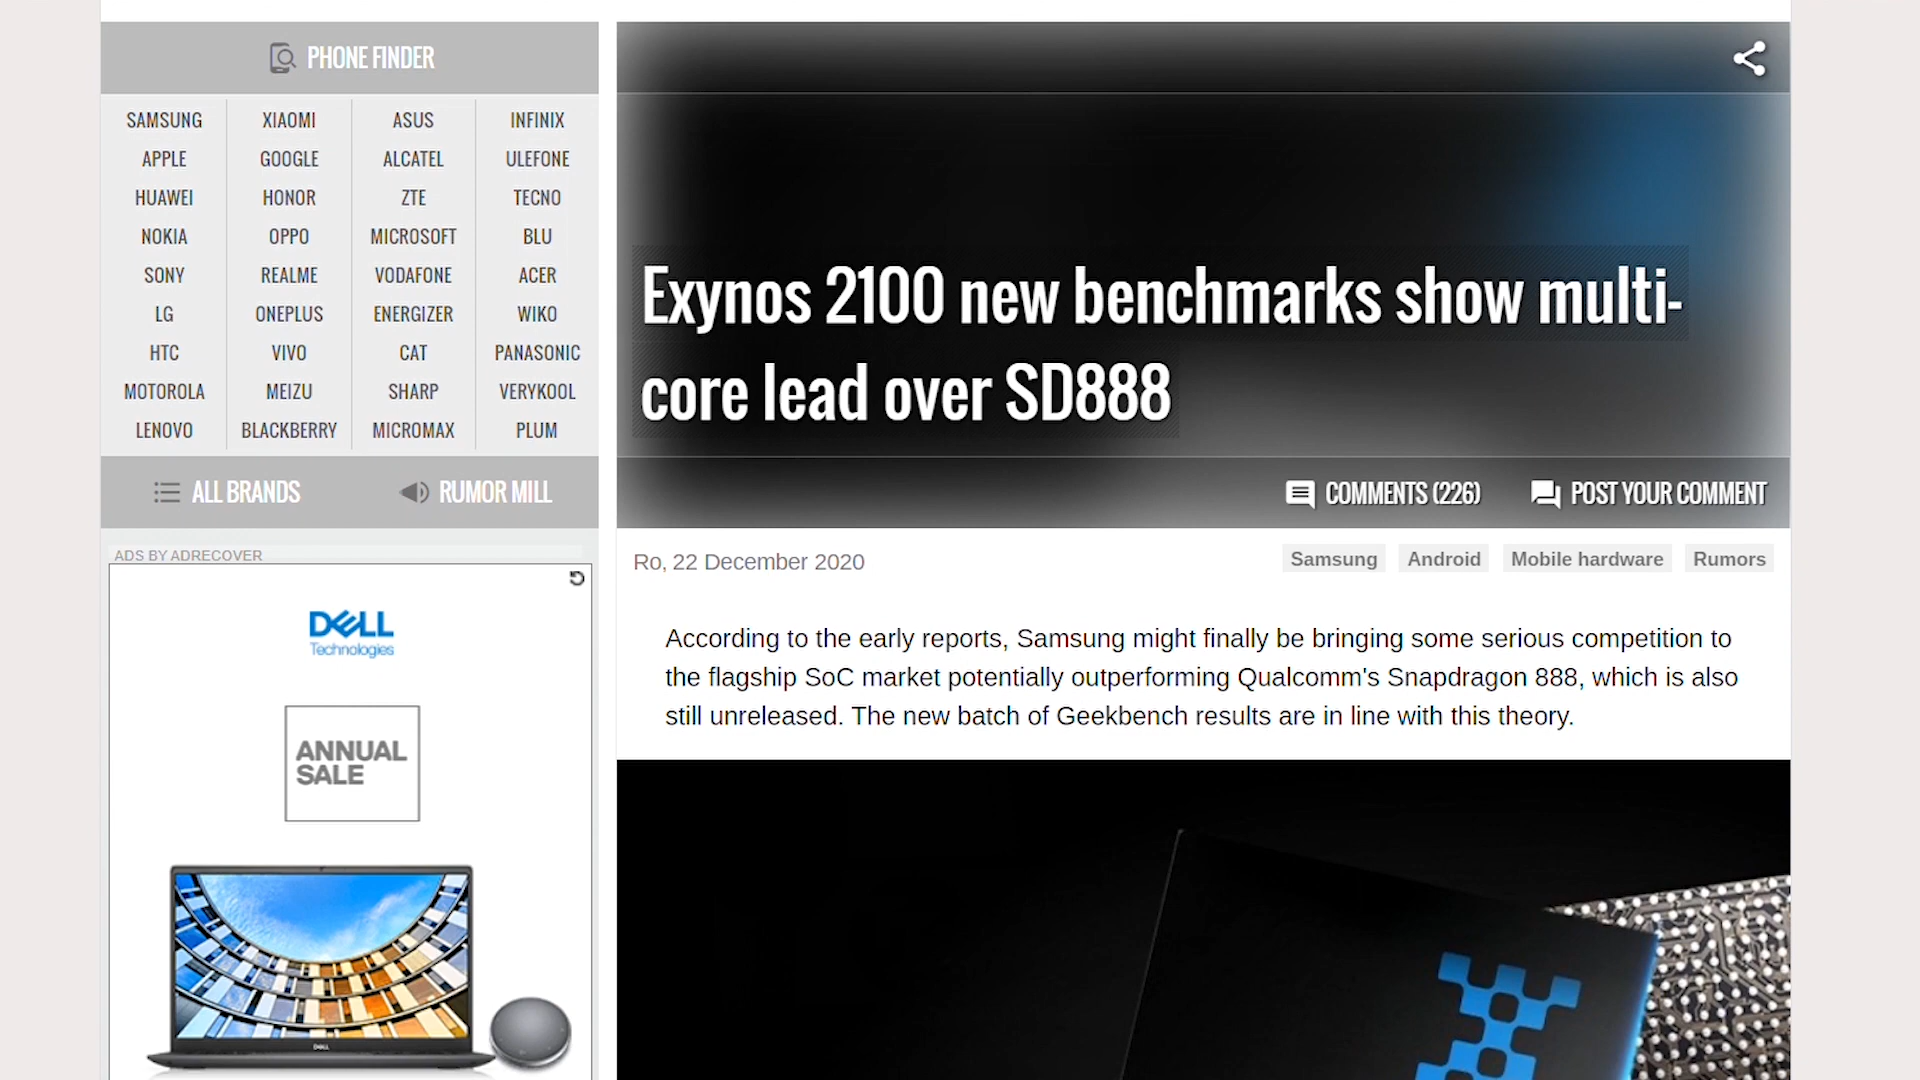 PHONE FINDER
SAMSUNG XIAOMI ASUS INFINIX
APPLE GOOGLE ALCATEL ULEFONE
HUAWEI HONOR ZTE TECNO
NOKIA OPPO MICROSOFT BLU
SONY REALME VODAFONE ACER
LG ONEPLUS ENERGIZER WIKO
HTC VIVO CAT PANASONIC
MOTOROLA MEIZU SHARP VERYKOOL
LENOVO BLACKBERRY MICROMAX PLUM
ALL BRANDS RUMOR MILL
ADS BY ADRECOVER
DELL
Technologies
ANNUAL
SALE
DELL
Exynos 2100 new benchmarks show multi-
core lead over SD888
COMMENTS (226) POST YOUR COMMENT
Ro, 22 December 2020
Samsung Android Mobile hardware Rumors
According to the early reports, Samsung might finally be bringing some serious competition to
the flagship SoC market potentially outperforming Qualcomm's Snapdragon 888, which is also
still unreleased. The new batch of Geekbench results are in line with this theory.